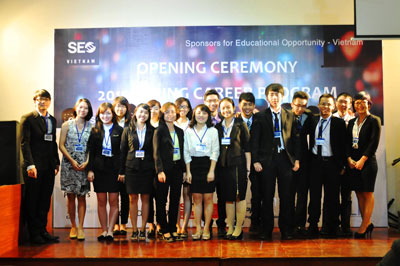 SEO
VIETNAM
Sponsors for Educational Opportunity - Vietnam
OPENING CEREMONY
CAREER PROGRAM